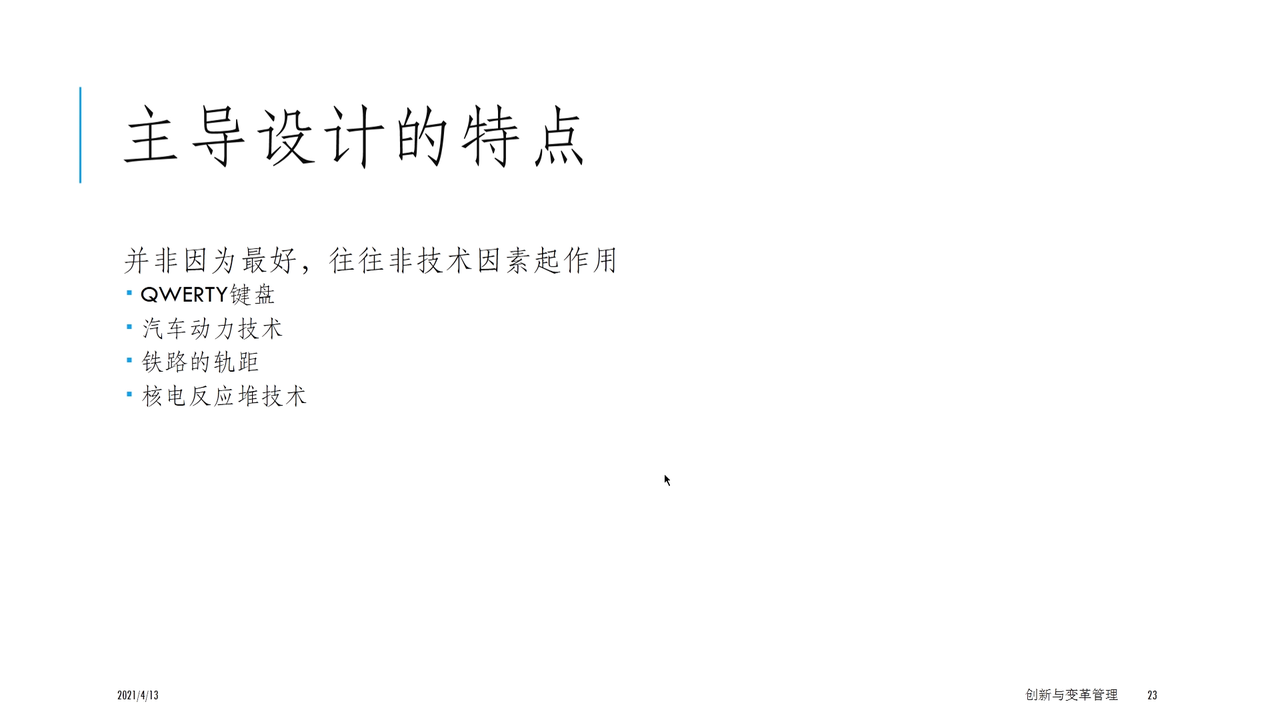 主导设计的特点
并非因为最好，往往非技术因素起作用
QWERTY键盘
汽车动力技术
铁路的轨距
核电反应堆技术
2021/4/13
创新与变革管理
23